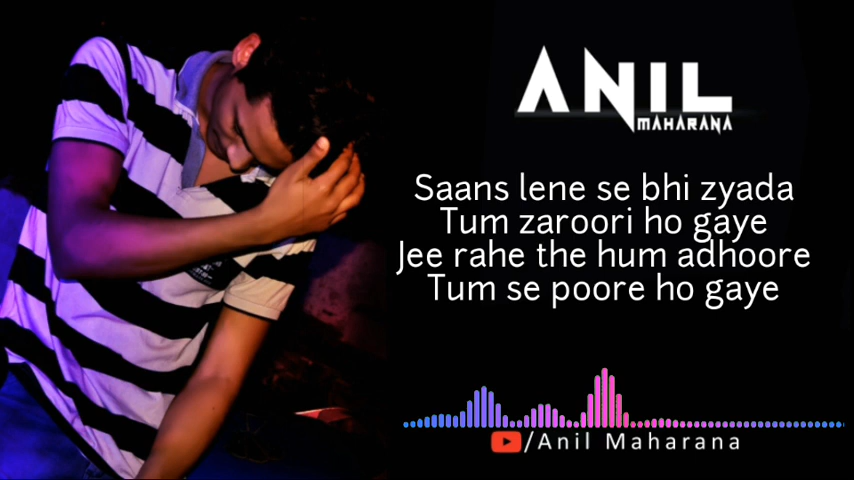 ANIL
MAHARANA
Saans lene se bhi zyada
Tum zaroori ho gaye
Jee rahe the hum adhoore
Tum se poore ho gaye
/Anil Maharana